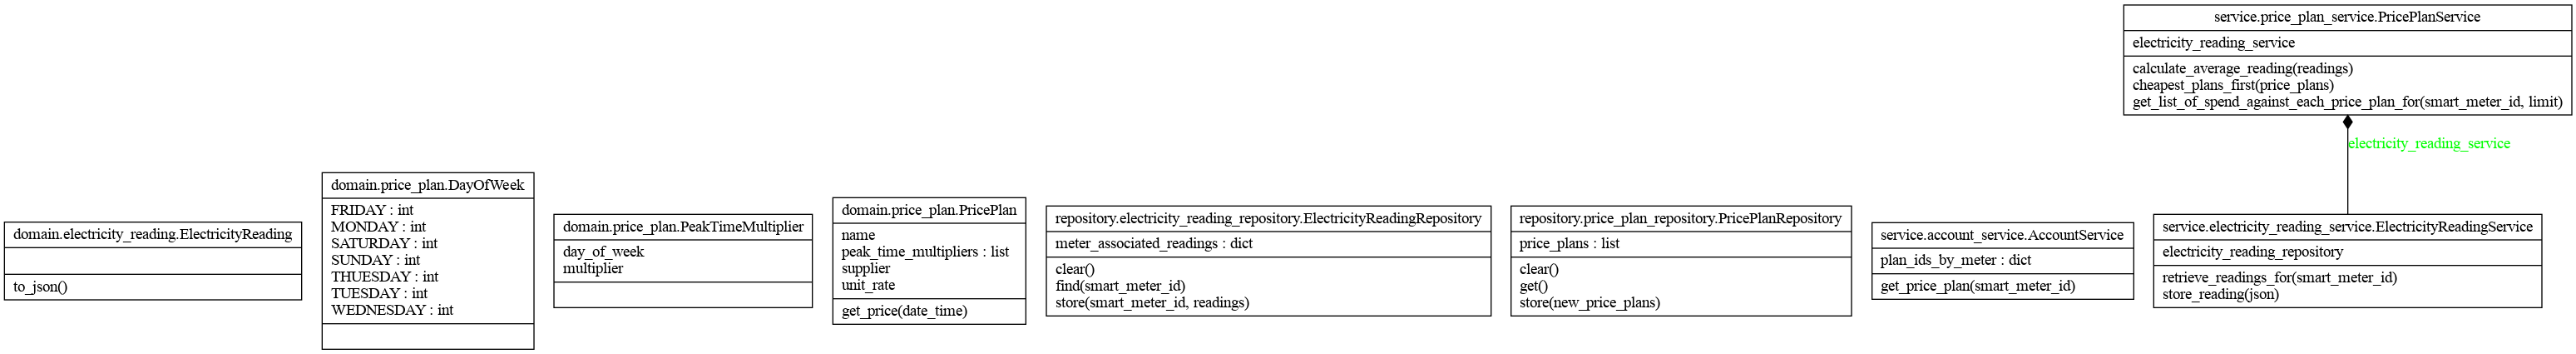 service.price_plan_service.PricePlanService
electricity_reading_service
calculate_average_reading(readings)
cheapest_plans_first(price_plans)
get_list_of_spend_against_each_price_plan_for(smart_meter_id, limit)
electricity_reading_service
domain.electricity_reading.ElectricityReading
to_json()
domain.price_plan.DayOfWeek
FRIDAY : int
MONDAY : int
SATURDAY : int
SUNDAY : int
THUESDAY : int
TUESDAY : int
WEDNESDAY : int
domain.price_plan.PeakTimeMultiplier
day_of_week
multiplier
domain.price_plan.PricePlan
name
peak_time_multipliers : list
supplier
unit_rate
get_price(date_time)
repository.electricity_reading_repository.ElectricityReadingRepository
meter_associated_readings : dict
clear()
find(smart_meter_id)
store(smart_meter_id, readings)
repository.price_plan_repository.PricePlanRepository
price_plans : list
clear()
get()
store(new_price_plans)
service.account_service.AccountService
plan_ids_by_meter : dict
get_price_plan(smart_meter_id)
service.electricity_reading_service.ElectricityReadingService
electricity_reading_repository
retrieve_readings_for(smart_meter_id)
store_reading(json)